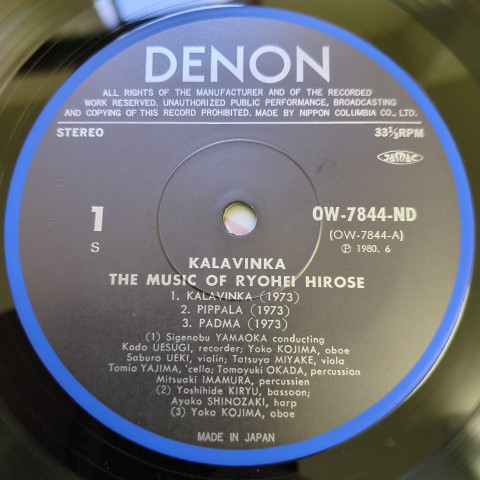 DENON
ALL RIGHTS OF THE MANUFACTURER AND OF THE RECORDED
WORK RESERVED. UNAUTHORIZED PUBLIC PERFORMANCE, BROADCASTING
AND COPYING OF THIS RECORD PROHIBITED. MADE BY NIPPON COLUMBIA CO., LTD.
STEREO
33⅓RPM
JASRAC
1
S
OW-7844-ND
(OW-7844-A)
Ⓟ 1980. 6
KALAVINKA
THE MUSIC OF RYOHEI HIROSE
1. KALAVINKA (1973)
2. PIPPALA (1973)
3. PADMA (1973)
(1) Sigenobu YAMAOKA conducting
Kodo UESUGI, recorder; Yoko KOJIMA, oboe
Saburo UEKI, violin; Tatsuya MIYAKE, viola
Tomio YAJIMA, 'cello; Tomoyuki OKADA, percussion
Mitsuaki IMAMURA, percussien
(2) Yoshihide KIRYU, bassoon;
Ayako SHINOZAKI, harp
(3) Yoko KOJIMA, oboe
MADE IN JAPAN